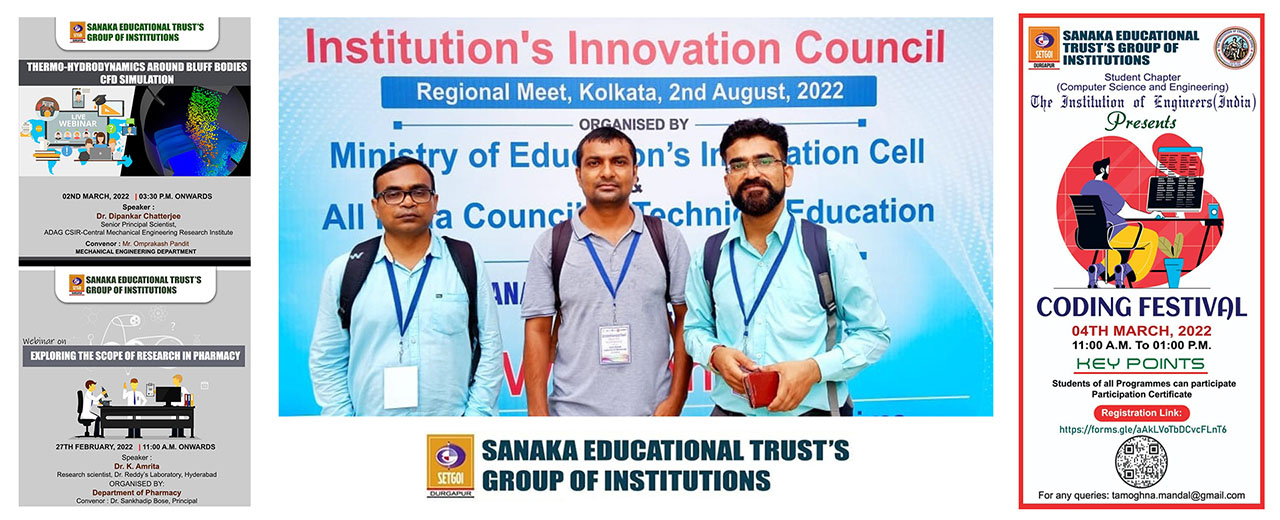 SANAKA EDUCATIONAL TRUST'S
GROUP OF INSTITUTIONS
THERMO-HYDRODYNAMICS AROUND BLUFF BODIES
CFD SIMULATION
LIVE
WEBINAR
02ND MARCH, 2022 | 03:30 P.M. ONWARDS
Speaker :
Dr. Dipankar Chatterjee
Senior Principal Scientist,
ADAG CSIR-Central Mechanical Engineering Research Institute
Convenor : Mr. Omprakash Pandit
MECHANICAL ENGINEERING DEPARTMENT
SANAKA EDUCATIONAL TRUST'S
GROUP OF INSTITUTIONS
Webinar on
EXPLORING THE SCOPE OF RESEARCH IN PHARMACY
27TH FEBRUARY, 2022 | 11:00 A.M. ONWARDS
Speaker :
Dr. K. Amrita
Research scientist, Dr. Reddy's Laboratory, Hyderabad
ORGANISED BY:
Department of Pharmacy
Convenor : Dr. Sankhadip Bose, Principal
Institution's Innovation Council
Regional Meet, Kolkata, 2nd August, 2022
ORGANISED BY
Ministry of Educ on's In ation Cell
&
All Counci Techni Education
SETGOI
DURGAPUR
SANAKA EDUCATIONAL TRUST'S
GROUP OF INSTITUTIONS
SETGOI
DURGAPUR
SANAKA EDUCATIONAL
TRUST'S GROUP OF
INSTITUTIONS
Student Chapter
(Computer Science and Engineering)
The Institution of Engineers(India)
Presents
CODING FESTIVAL
04TH MARCH, 2022
11:00 A.M. To 01:00 P.M.
KEY POINTS
Students of all Programmes can participate
Participation Certificate
Registration Link:
https://forms.gle/aAkLVoTbDCvcFLnT6
For any queries: tamoghna.mandal@gmail.com